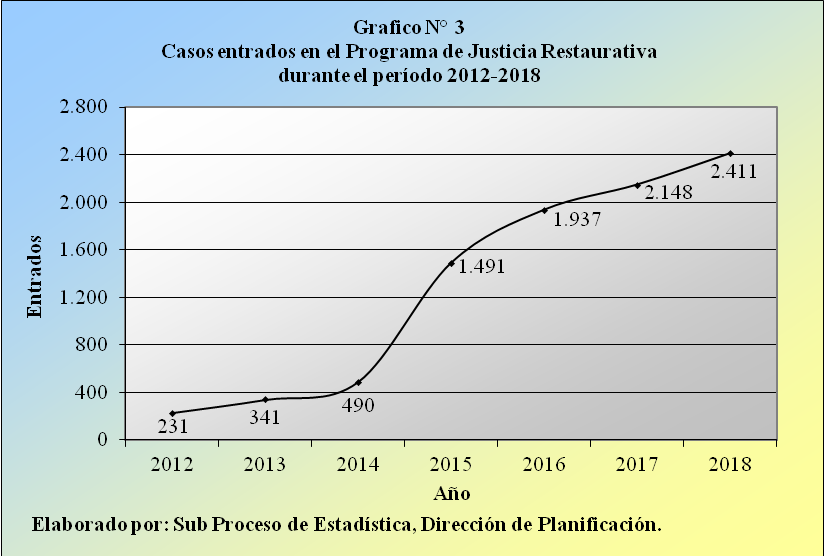 Grafico N° 3
Casos entrados en el Programa de Justicia Restaurativa
durante el período 2012-2018
2.800
2.400
2.000
1.600
1.200
800
400
0
Entrados
231
341
490
1.491
1.937
2.148
2.411
2012 2013 2014 2015 2016 2017 2018
Año
Elaborado por: Sub Proceso de Estadística, Dirección de Planificación.